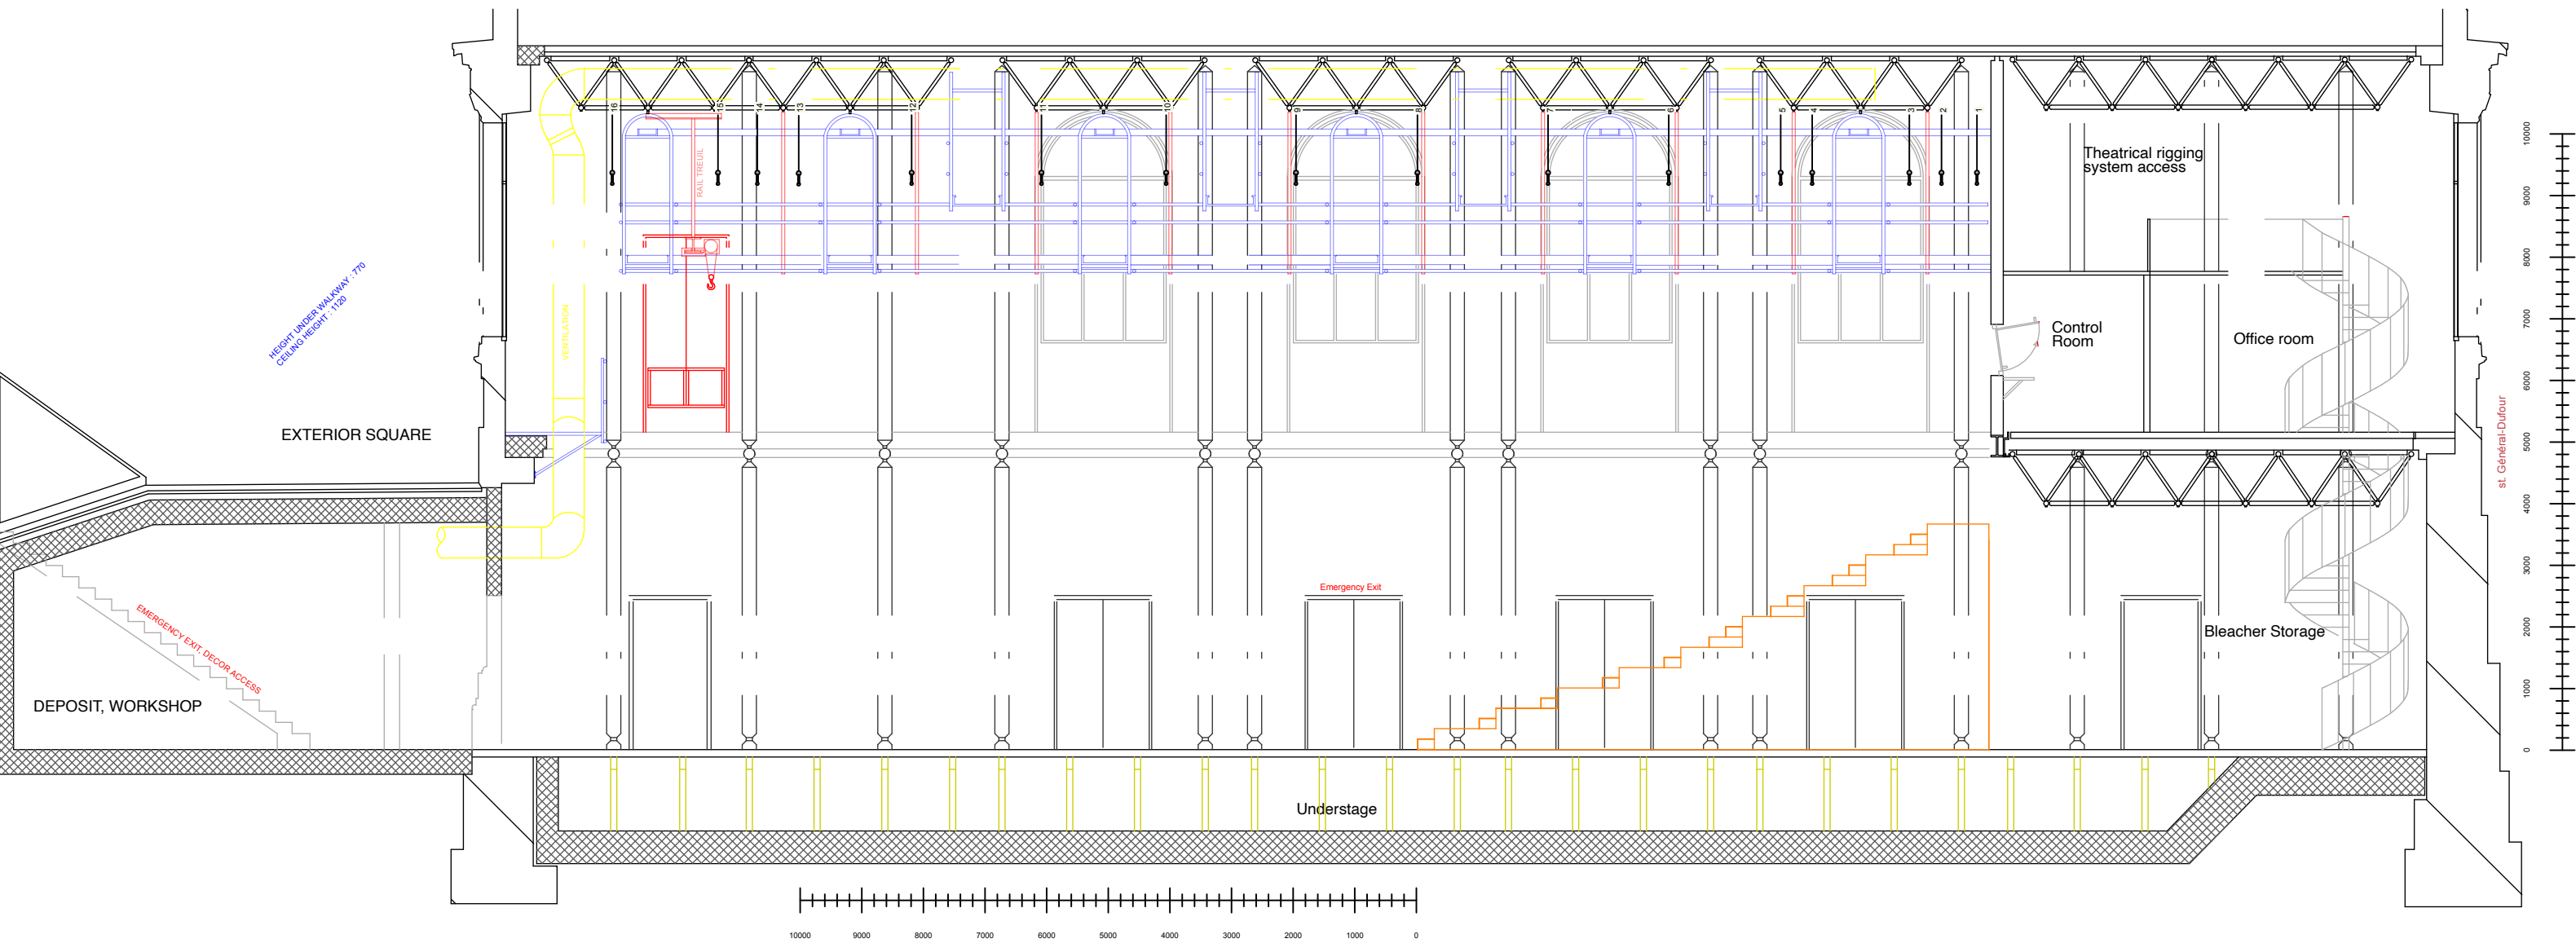 16
15
14
13
12
11
10
9
8
7
6
5
4
3
2
1
RAIL TREUIL
Theatrical rigging
system access
HEIGHT UNDER WALKWAY : 770
CEILING HEIGHT : 1120
VENTILATION
Control
Room
Office room
EXTERIOR SQUARE
st. Général-Dufour
Emergency Exit
EMERGENCY EXIT, DECOR ACCESS
Bleacher Storage
DEPOSIT, WORKSHOP
Understage
10000
9000
8000
7000
6000
5000
4000
3000
2000
1000
0
10000 9000 8000 7000 6000 5000 4000 3000 2000 1000 0